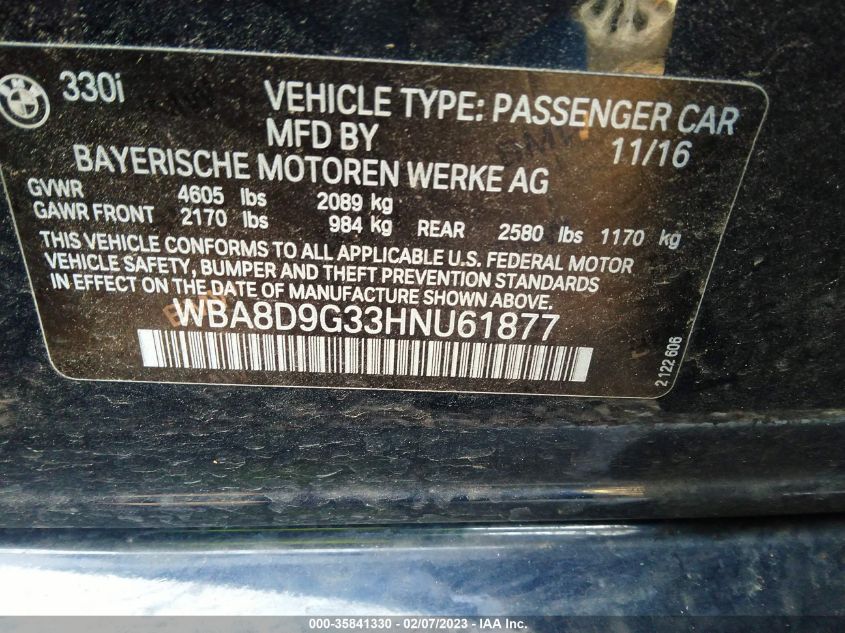 330i
VEHICLE TYPE: PASSENGER CAR
MFD BY 11/16
BAYERISCHE MOTOREN WERKE AG
GVWR 4605 lbs 2089 kg
GAWR FRONT 2170 lbs 984 kg REAR 2580 lbs 1170 kg
THIS VEHICLE CONFORMS TO ALL APPLICABLE U.S. FEDERAL MOTOR
VEHICLE SAFETY, BUMPER AND THEFT PREVENTION STANDARDS
IN EFFECT ON THE DATE OF MANUFACTURE SHOWN ABOVE.
WBA8D9G33HNU61877
2 122 606
000-35841330 - 02/07/2023 - IAA Inc.